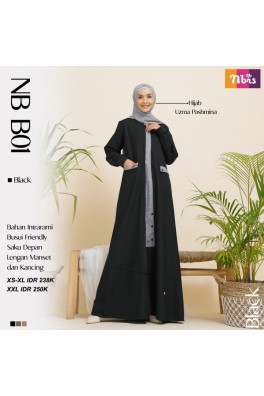 NB B01
Hijab
Uzma Pashmina
Nbrs
Black
Bahan Intrarami
Busui Friendly
Saku Depan
Lengan Manset
dan Kancing
XS-XL IDR 238K
XXL IDR 250K
Black